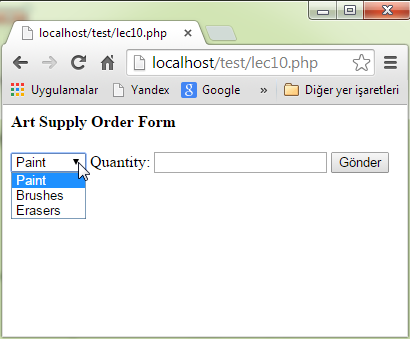 localhost/test/lec10.php
localhost/test/lec10.php
Uygulamalar Yandex Google » Diğer yer işaretleri
Art Supply Order Form
Paint Quantity: Gönder
Paint
Brushes
Erasers